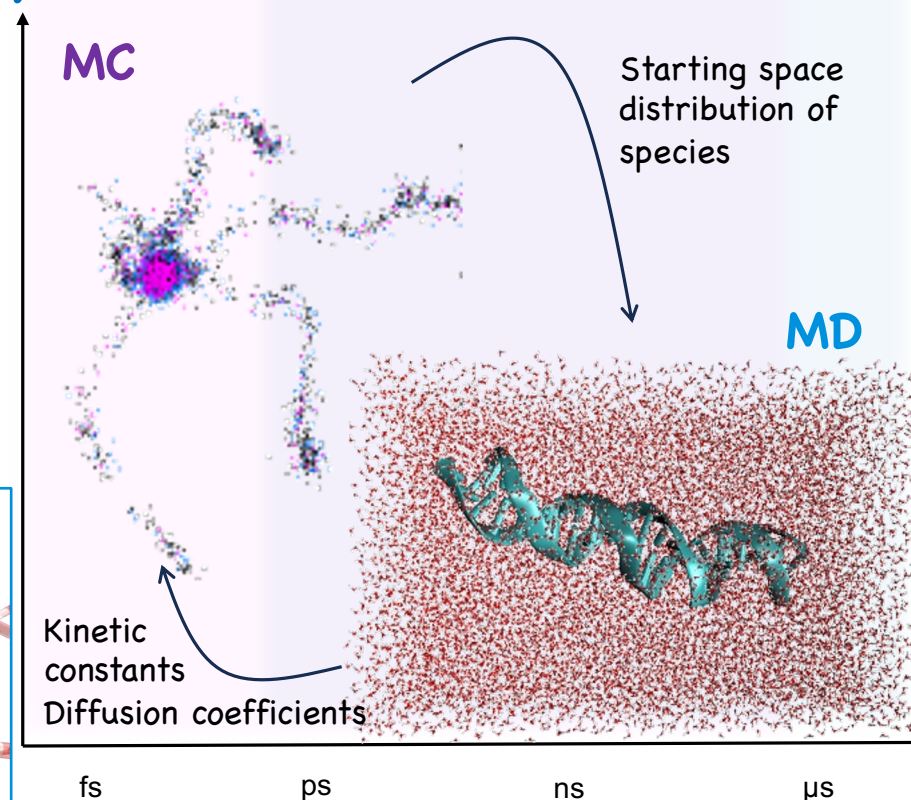 MC
Starting space
distribution of
species
MD
Kinetic
constants
Diffusion coefficients
fs
ps
ns
µs